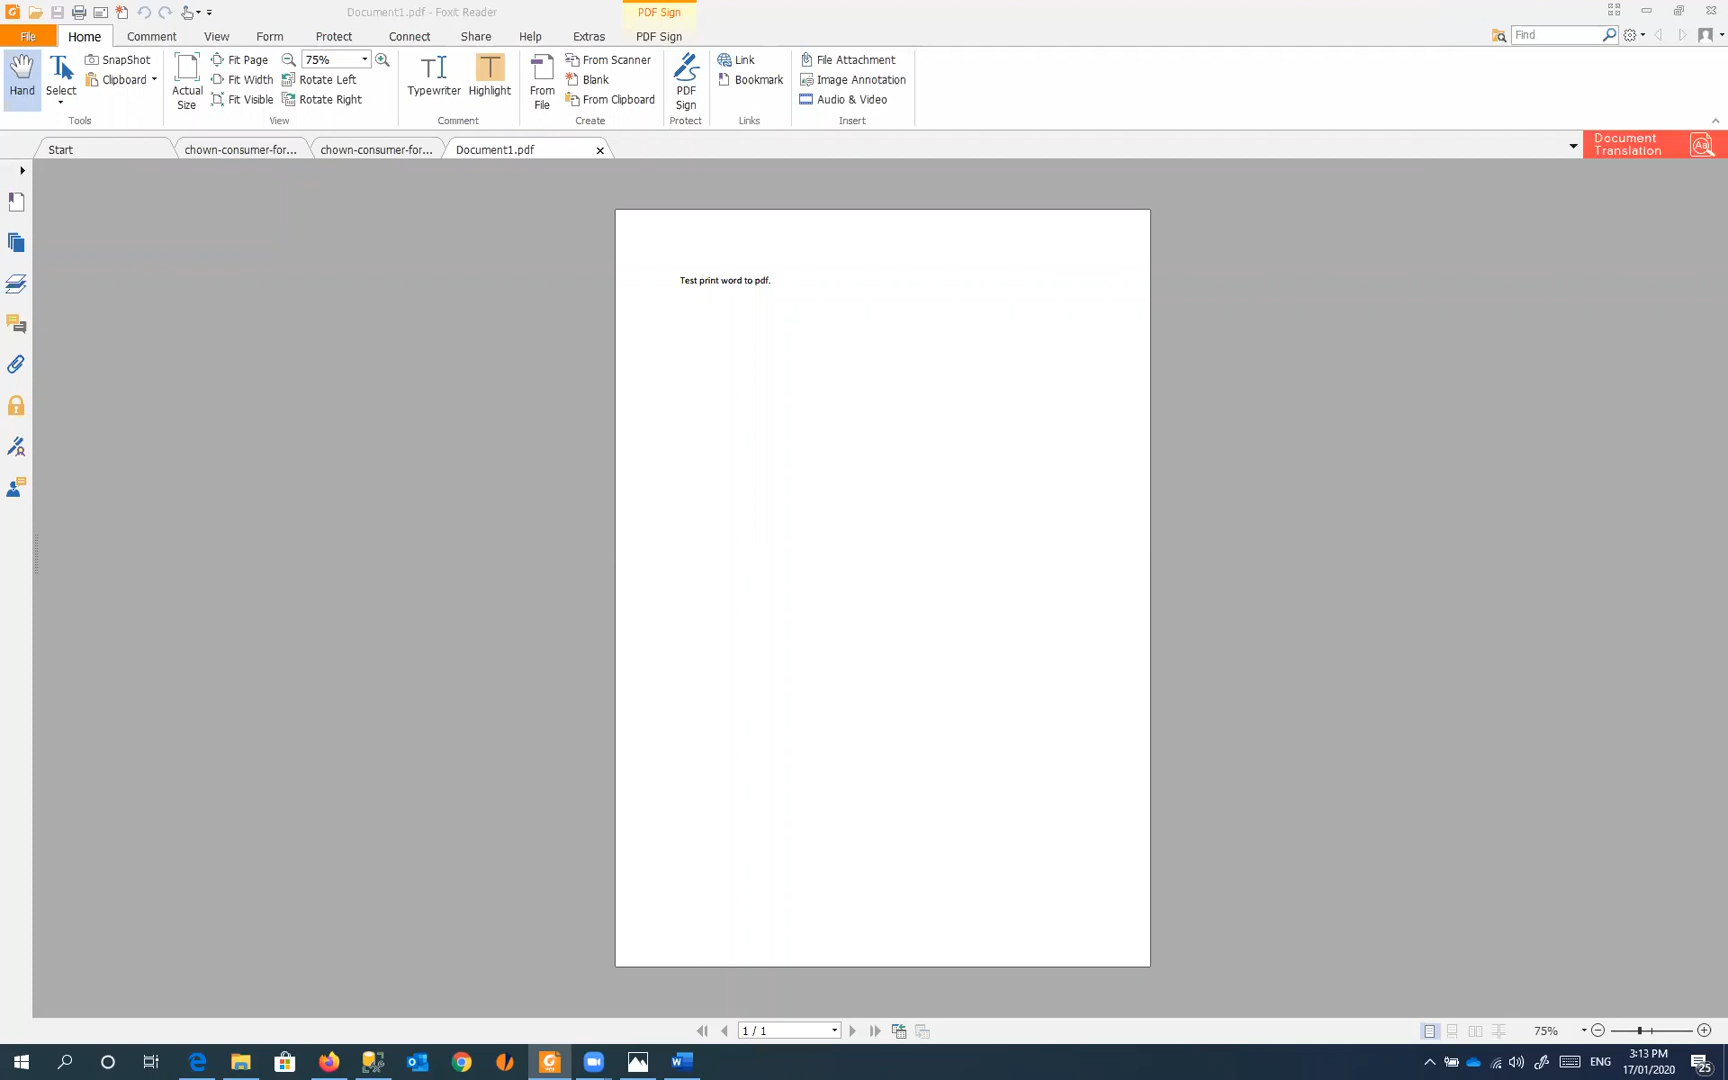 Document1.pdf - Foxit Reader
PDF Sign
File
Home
Comment
View
Form
Protect
Connect
Share
Help
Extras
PDF Sign
Find
Hand
Select
SnapShot
Clipboard
Tools
Actual Size
Fit Page
Fit Width
Fit Visible
75%
Rotate Left
Rotate Right
View
Typewriter
Highlight
Comment
From File
From Scanner
Blank
From Clipboard
Create
PDF Sign
Protect
Link
Bookmark
Links
File Attachment
Image Annotation
Audio & Video
Insert
Start
chown-consumer-for...
chown-consumer-for...
Document1.pdf
Document Translation
Test print word to pdf.
1 / 1
75%
ENG
3:13 PM
17/01/2020
25